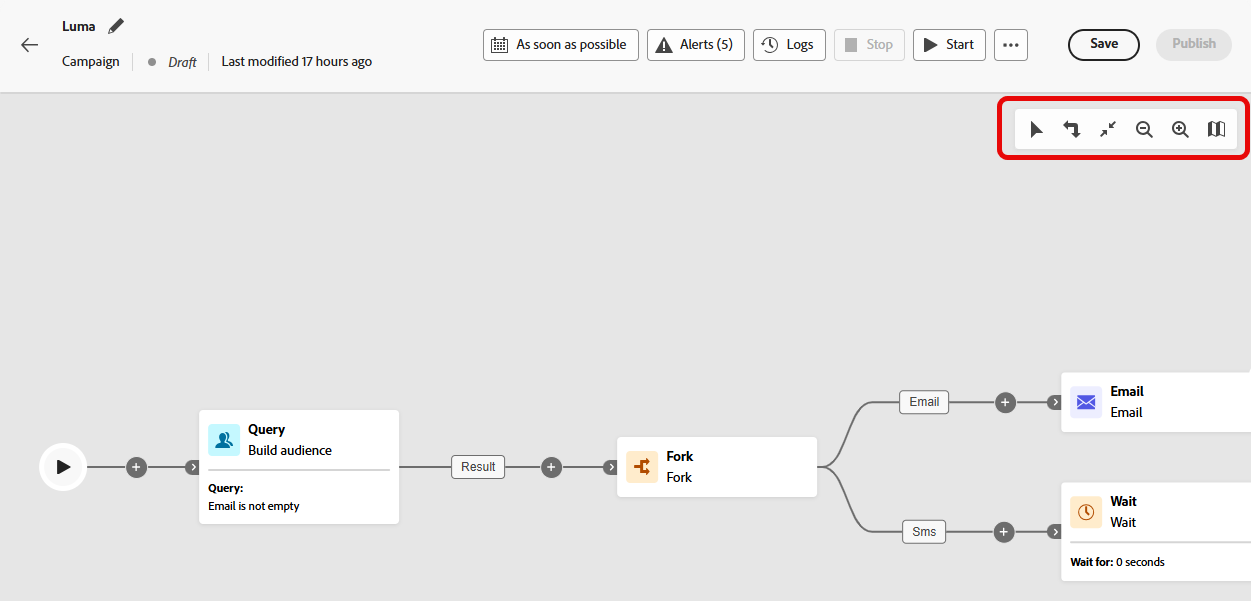 Luma
Campaign
Draft
Last modified 17 hours ago
As soon as possible
Alerts (5)
Logs
Stop
Start
Save
Publish
Query
Build audience
Query:
Email is not empty
Result
Fork
Fork
Email
Email
Email
Sms
Wait
Wait
Wait for: 0 seconds